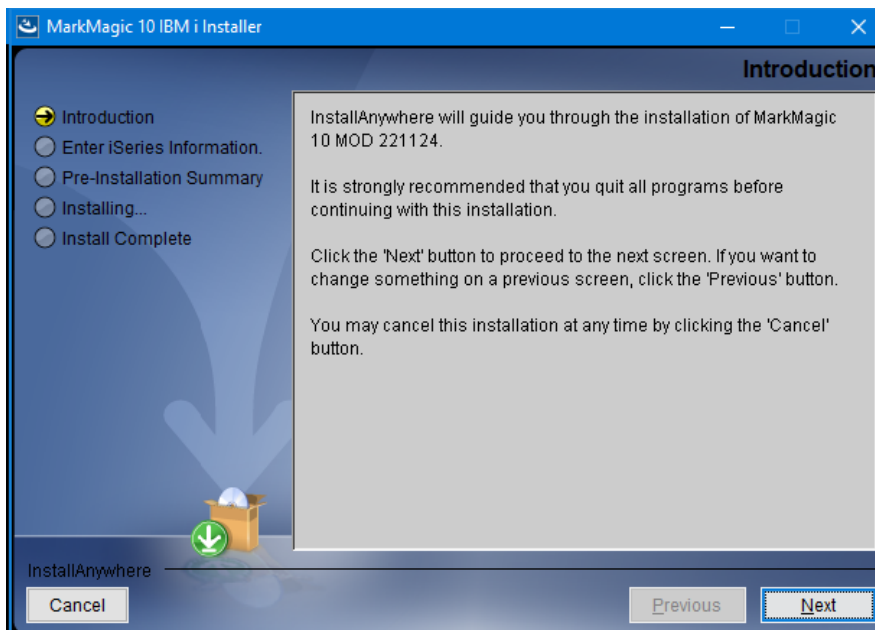 MarkMagic 10 IBM i Installer
Introduction
Introduction
Enter iSeries Information.
Pre-Installation Summary
Installing...
Install Complete
InstallAnywhere will guide you through the installation of MarkMagic
10 MOD 221124.
It is strongly recommended that you quit all programs before
continuing with this installation.
Click the 'Next' button to proceed to the next screen. If you want to
change something on a previous screen, click the 'Previous' button.
You may cancel this installation at any time by clicking the 'Cancel'
button.
InstallAnywhere
Cancel
Previous
Next